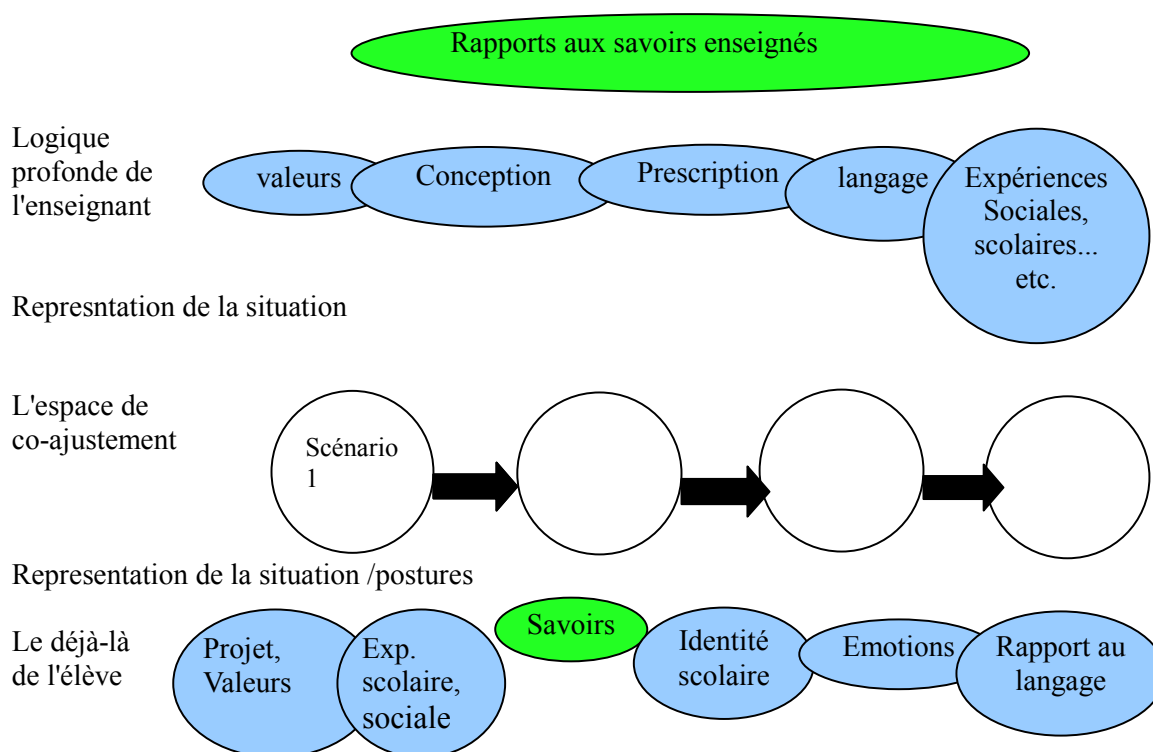 Rapports aux savoirs enseignés
Logique
profonde de
l'enseignant
valeurs
Conception
Prescription
langage
Expériences
Sociales,
scolaires...
etc.
Represntation de la situation
L'espace de
co-ajustement
Scénario
1
Representation de la situation /postures
Le déjà-là
de l'élève
Projet,
Valeurs
Exp.
scolaire,
sociale
Savoirs
Identité
scolaire
Emotions
Rapport au
langage